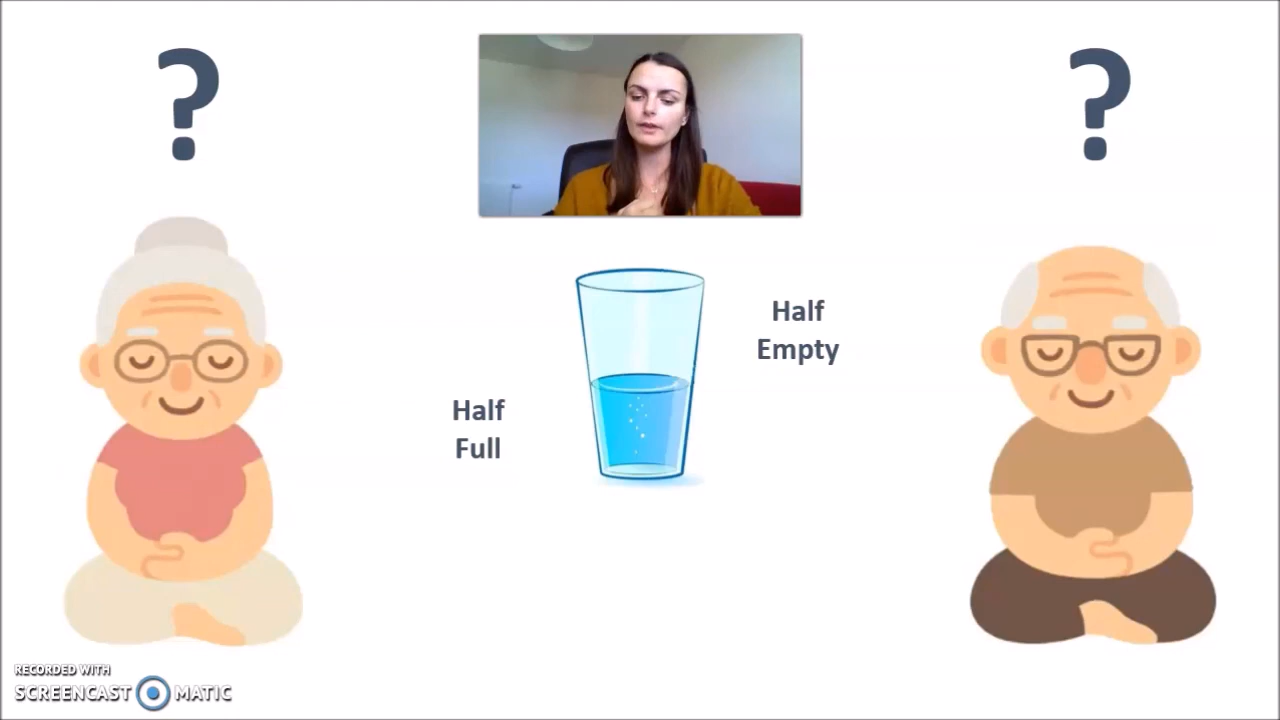 ?
?
Half
Empty
Half
Full
RECORDED WITH
SCREENCAST MATIC